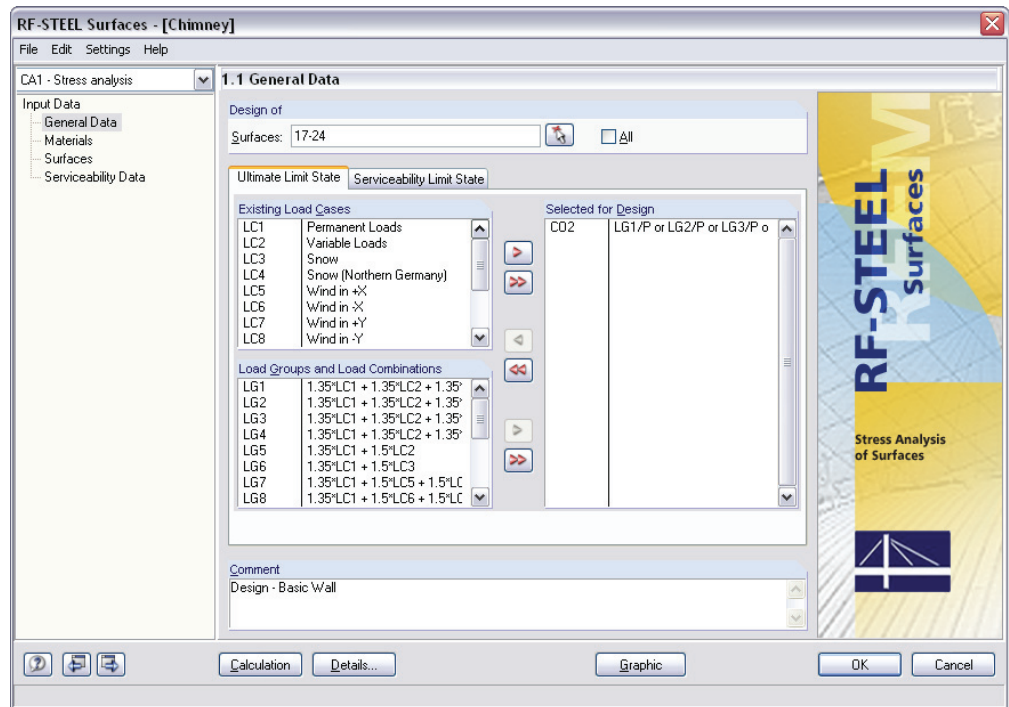 RF-STEEL Surfaces - [Chimney]
File Edit Settings Help
CA1 - Stress analysis
Input Data
General Data
Materials
Surfaces
Serviceability Data
1.1 General Data
Design of
Surfaces: 17-24
All
Ultimate Limit State Serviceability Limit State
Existing Load Cases
LC1 Permanent Loads
LC2 Variable Loads
LC3 Snow
LC4 Snow (Northern Germany)
LC5 Wind in +X
LC6 Wind in -X
LC7 Wind in +Y
LC8 Wind in -Y
Load Groups and Load Combinations
LG1 1.35*LC1 + 1.35*LC2 + 1.35*
LG2 1.35*LC1 + 1.35*LC2 + 1.35*
LG3 1.35*LC1 + 1.35*LC2 + 1.35*
LG4 1.35*LC1 + 1.35*LC2 + 1.35*
LG5 1.35*LC1 + 1.5*LC2
LG6 1.35*LC1 + 1.5*LC3
LG7 1.35*LC1 + 1.5*LC5 + 1.5*LC
LG8 1.35*LC1 + 1.5*LC6 + 1.5*LC
> 
>>
<
<<
>
>>
Selected for Design
CO2 LG1/P or LG2/P or LG3/P o
Comment
Design - Basic Wall
RFEM
RF-STEEL
Surfaces
Stress Analysis
of Surfaces
? Calculation Details... Graphic OK Cancel